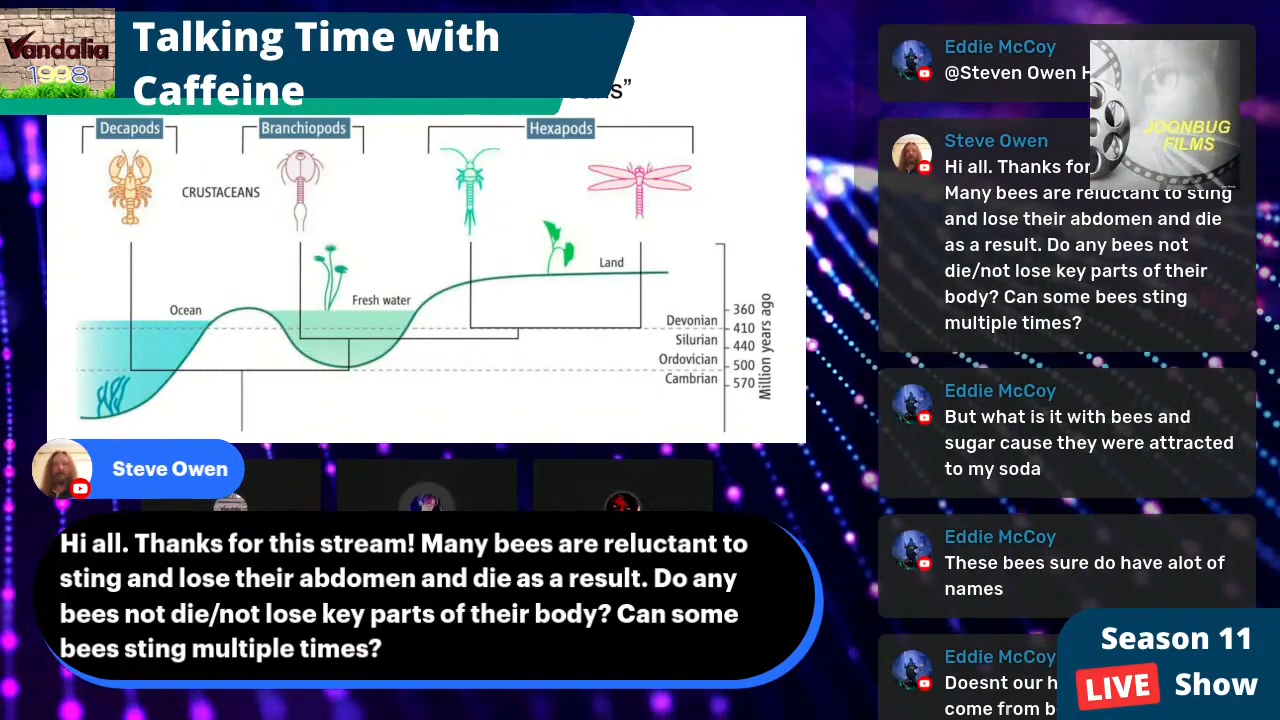 Vandalia
1998
Talking Time with
Caffeine
Decapods
Branchiopods
Hexapods
CRUSTACEANS
Ocean
Fresh water
Land
Devonian
Silurian
Ordovician
Cambrian
360
410
440
500
570
Million years ago
Steve Owen
Hi all. Thanks for this stream! Many bees are reluctant to
sting and lose their abdomen and die as a result. Do any
bees not die/not lose key parts of their body? Can some
bees sting multiple times?
Eddie McCoy
@Steven Owen
JOONBUG
FILMS
Steve Owen
Hi all. Thanks for
Many bees are reluctant to sting
and lose their abdomen and die
as a result. Do any bees not
die/not lose key parts of their
body? Can some bees sting
multiple times?
Eddie McCoy
But what is it with bees and
sugar cause they were attracted
to my soda
Eddie McCoy
These bees sure do have alot of
names
Eddie McCoy
Doesnt our
come from
Season 11
LIVE Show